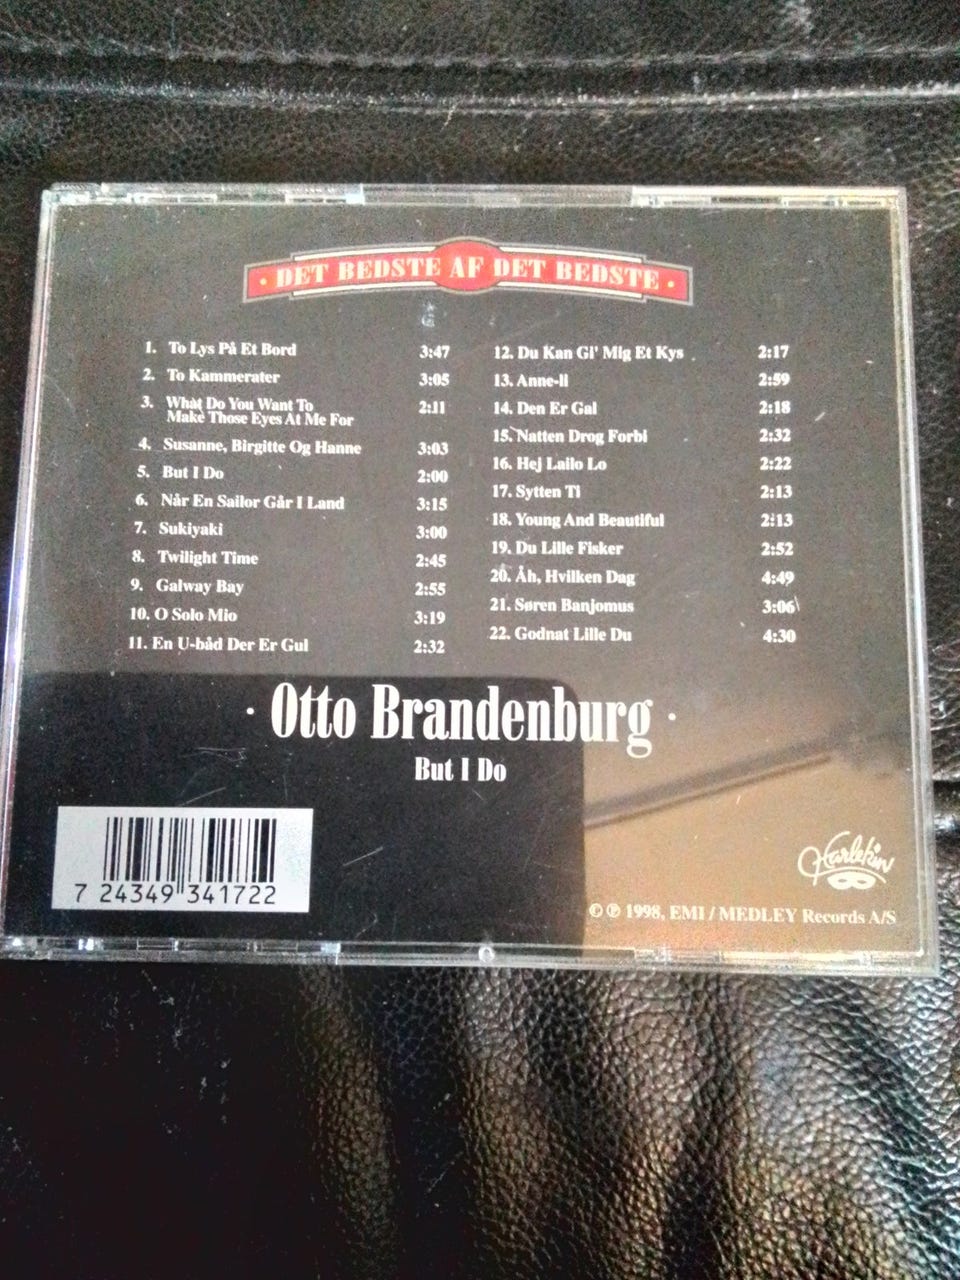 · DET BEDSTE AF DET BEDSTE ·
1. To Lys På Et Bord 3:47
2. To Kammerater 3:05
3. What Do You Want To 2:11
Make Those Eyes At Me For
4. Susanne, Birgitte Og Hanne 3:03
5. But I Do 2:00
6. Når En Sailor Går I Land 3:15
7. Sukiyaki 3:00
8. Twilight Time 2:45
9. Galway Bay 2:55
10. O Solo Mio 3:19
11. En U-båd Der Er Gul 2:32
12. Du Kan Gi' Mig Et Kys 2:17
13. Anne-li 2:59
14. Den Er Gal 2:18
15. Natten Drog Forbi 2:32
16. Hej Lailo Lo 2:22
17. Sytten Ti 2:13
18. Young And Beautiful 2:13
19. Du Lille Fisker 2:52
20. Åh, Hvilken Dag 4:49
21. Søren Banjomus 3:06
22. Godnat Lille Du 4:30
· Otto Brandenburg ·
But I Do
7 24349 341722
Harlekin
© ℗ 1998, EMI / MEDLEY Records A/S